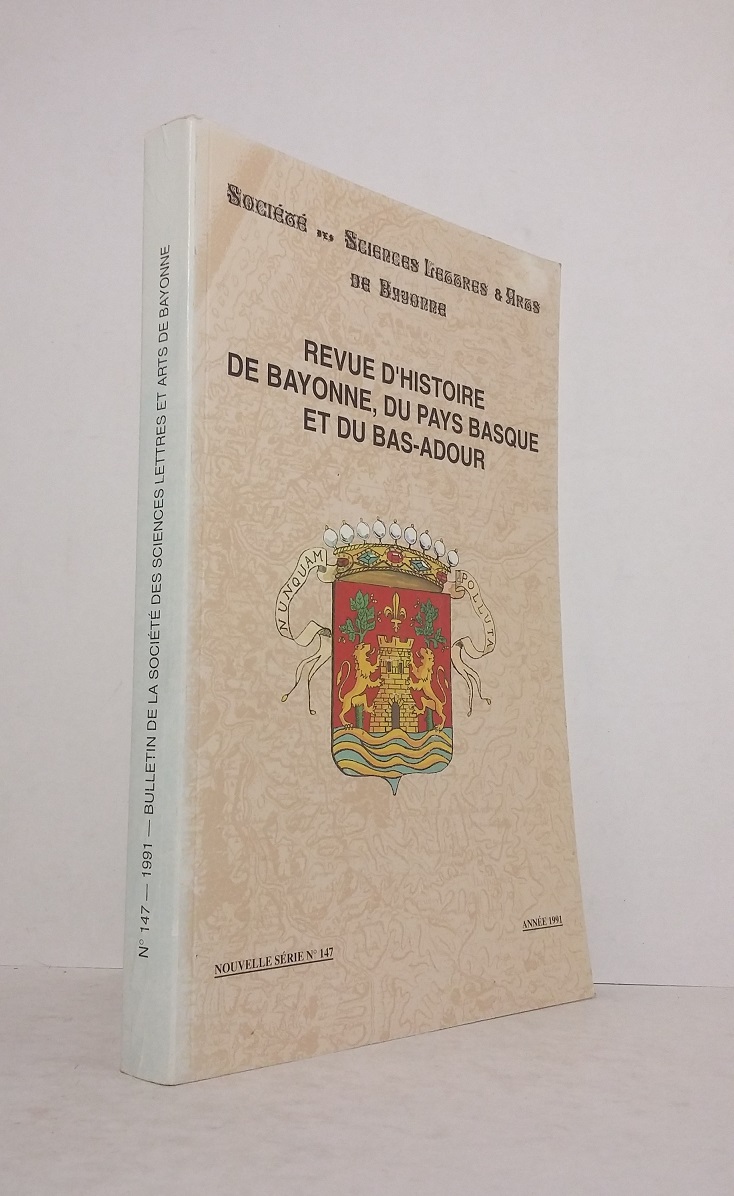 N° 147 — 1991 — BULLETIN DE LA SOCIÉTÉ DES SCIENCES LETTRES ET ARTS DE BAYONNE
SOCIÉTÉ DES SCIENCES LETTRES & ARTS
DE BAYONNE
REVUE D'HISTOIRE
DE BAYONNE, DU PAYS BASQUE
ET DU BAS-ADOUR
NUNQUAM POLLUTA
NOUVELLE SÉRIE N° 147
ANNÉE 1991